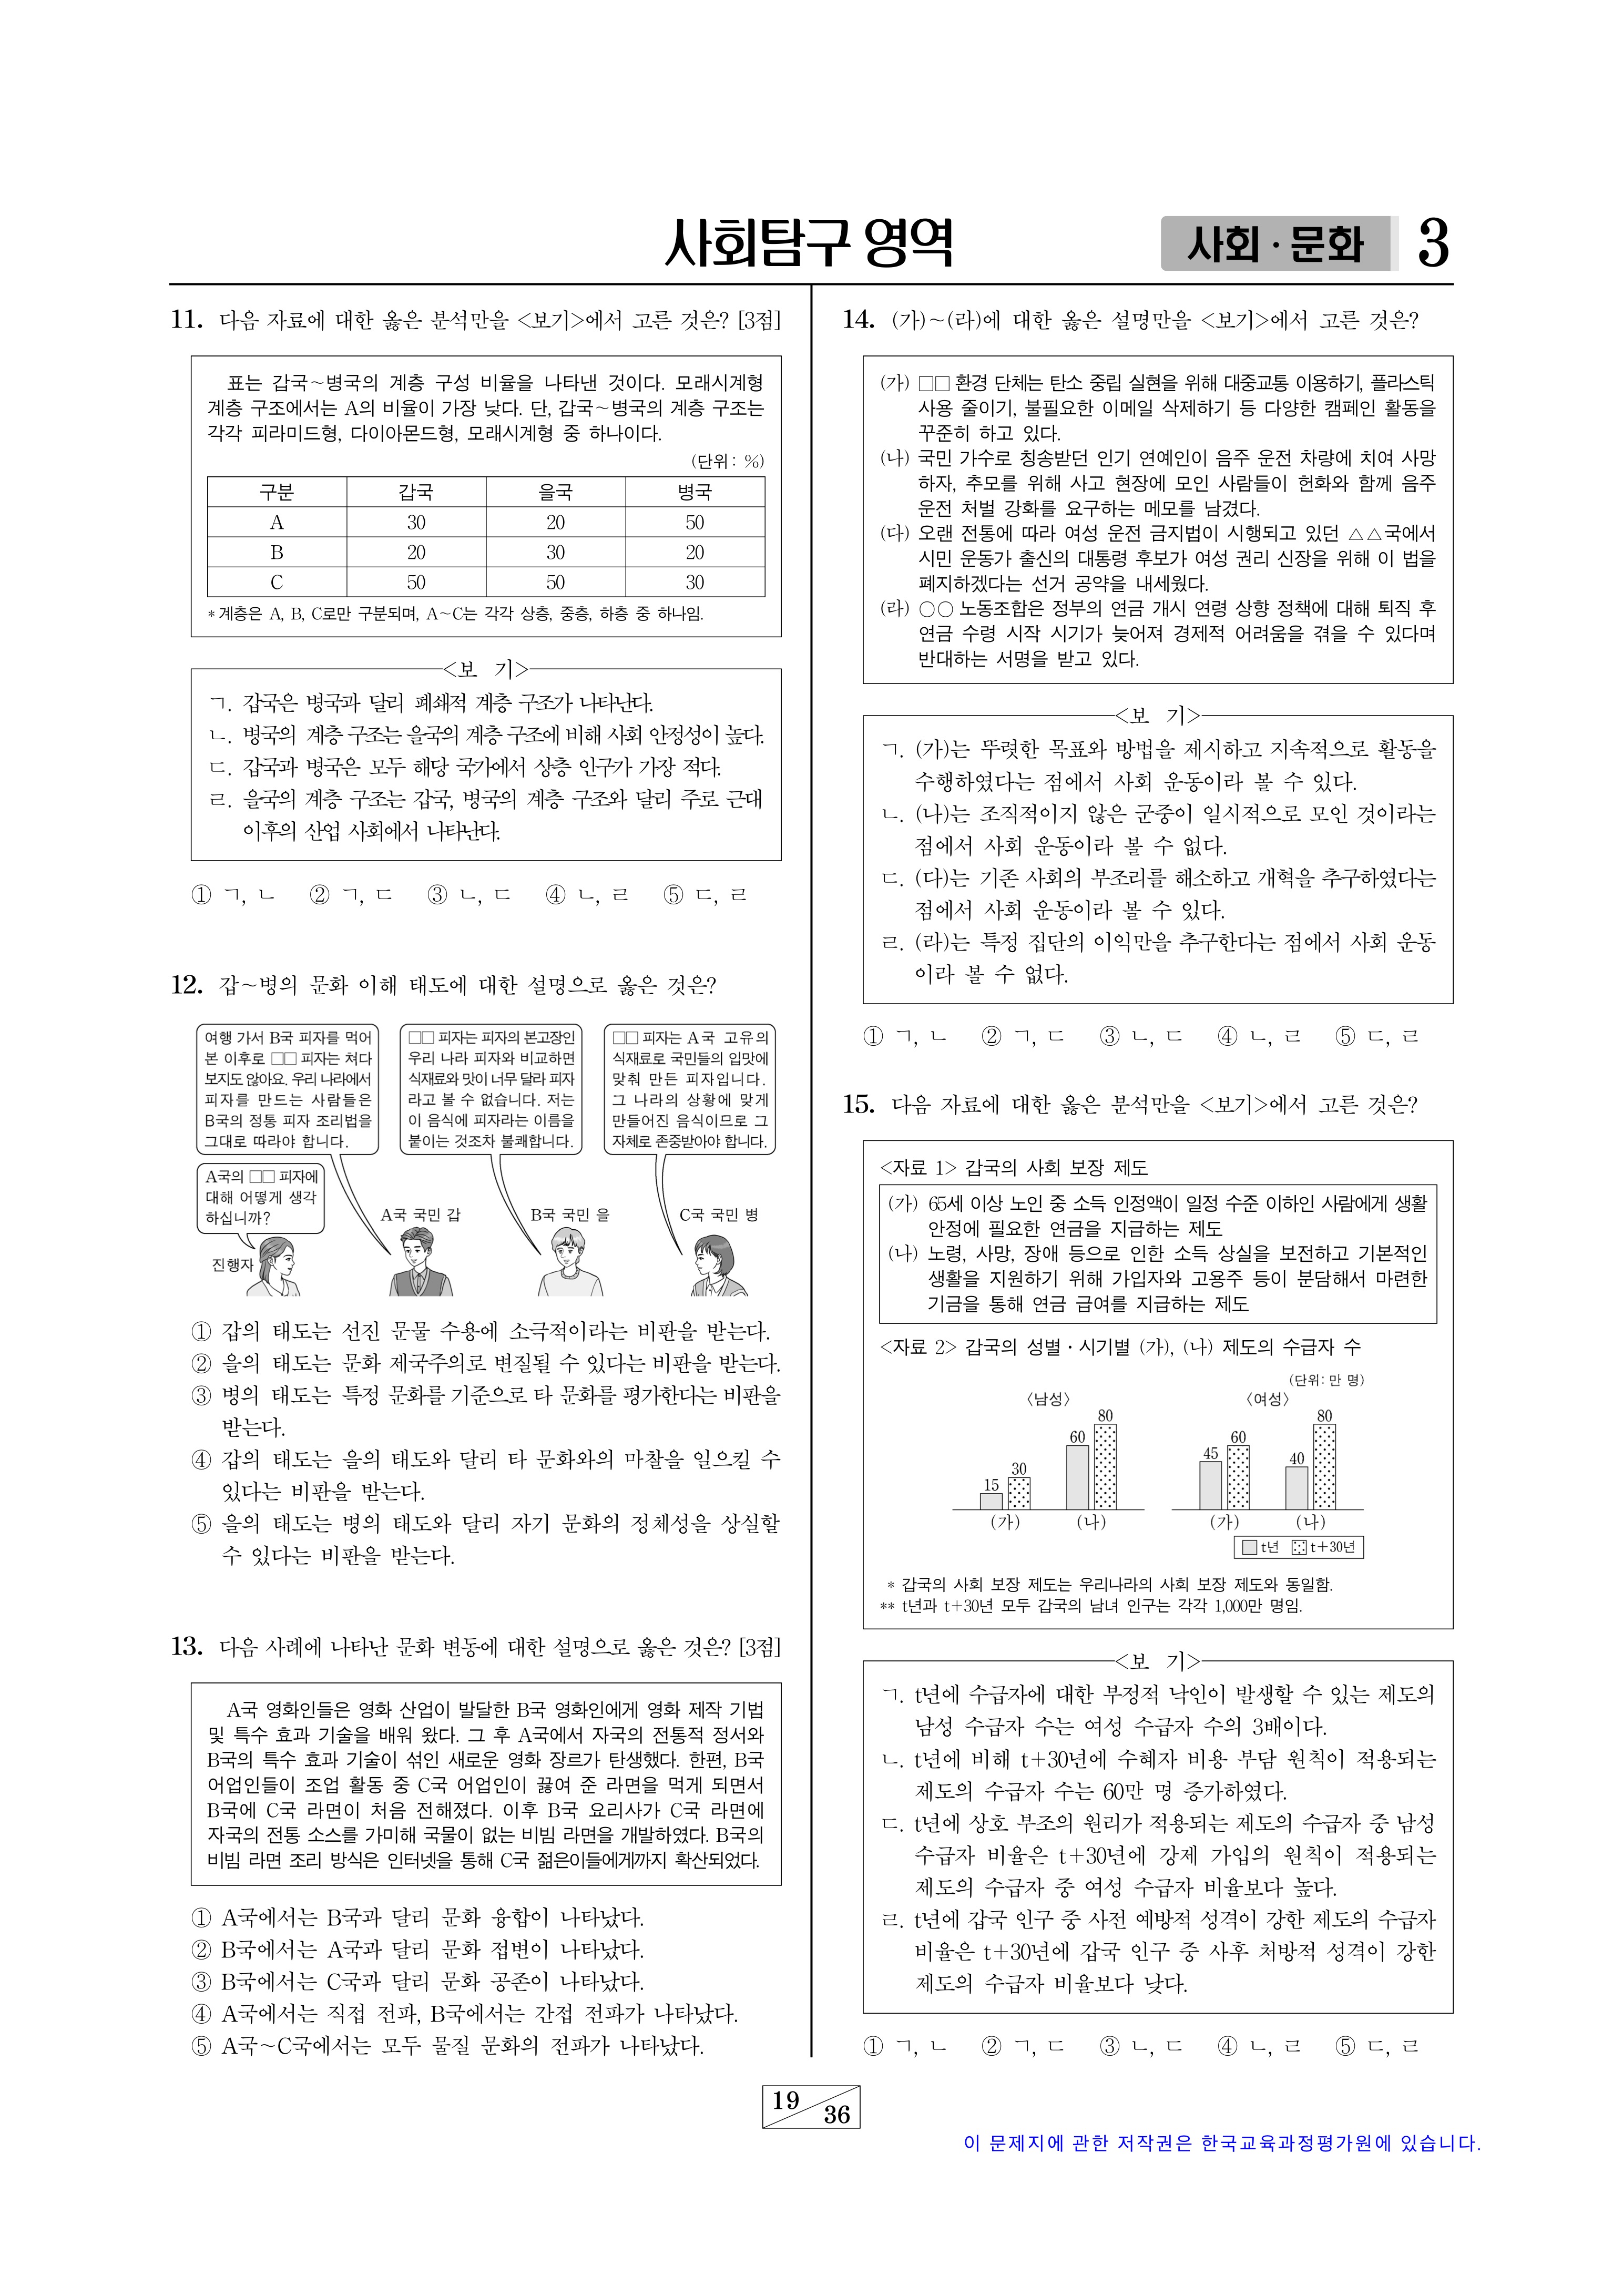 사회탐구 영역
사회 · 문화
3
11. 다음 자료에 대한 옳은 분석만을 <보기>에서 고른 것은? [3점]
표는 갑국～병국의 계층 구성 비율을 나타낸 것이다. 모래시계형
계층 구조에서는 A의 비율이 가장 낮다. 단, 갑국～병국의 계층 구조는
각각 피라미드형, 다이아몬드형, 모래시계형 중 하나이다.
(단위: %)
구분 갑국 을국 병국
A 30 20 50
B 20 30 20
C 50 50 30
* 계층은 A, B, C로만 구분되며, A～C는 각각 상층, 중층, 하층 중 하나임.
<보 기>
ㄱ. 갑국은 병국과 달리 폐쇄적 계층 구조가 나타난다.
ㄴ. 병국의 계층 구조는 을국의 계층 구조에 비해 사회 안정성이 높다.
ㄷ. 갑국과 병국은 모두 해당 국가에서 상층 인구가 가장 적다.
ㄹ. 을국의 계층 구조는 갑국, 병국의 계층 구조와 달리 주로 근대
이후의 산업 사회에서 나타난다.
① ㄱ, ㄴ ② ㄱ, ㄷ ③ ㄴ, ㄷ ④ ㄴ, ㄹ ⑤ ㄷ, ㄹ
12. 갑～병의 문화 이해 태도에 대한 설명으로 옳은 것은?
A국의 □□ 피자에
대해 어떻게 생각
하십니까?
진행자
여행 가서 B국 피자를 먹어
본 이후로 □□ 피자는 쳐다
보지도 않아요. 우리 나라에서
피자를 만드는 사람들은
B국의 정통 피자 조리법을
그대로 따라야 합니다.
A국 국민 갑
□□ 피자는 피자의 본고장인
우리 나라 피자와 비교하면
식재료와 맛이 너무 달라 피자
라고 볼 수 없습니다. 저는
이 음식에 피자라는 이름을
붙이는 것조차 불쾌합니다.
B국 국민 을
□□ 피자는 A국 고유의
식재료로 국민들의 입맛에
맞춰 만든 피자입니다.
그 나라의 상황에 맞게
만들어진 음식이므로 그
자체로 존중받아야 합니다.
C국 국민 병
① 갑의 태도는 선진 문물 수용에 소극적이라는 비판을 받는다.
② 을의 태도는 문화 제국주의로 변질될 수 있다는 비판을 받는다.
③ 병의 태도는 특정 문화를 기준으로 타 문화를 평가한다는 비판을
받는다.
④ 갑의 태도는 을의 태도와 달리 타 문화와의 마찰을 일으킬 수
있다는 비판을 받는다.
⑤ 을의 태도는 병의 태도와 달리 자기 문화의 정체성을 상실할
수 있다는 비판을 받는다.
13. 다음 사례에 나타난 문화 변동에 대한 설명으로 옳은 것은? [3점]
A국 영화인들은 영화 산업이 발달한 B국 영화인에게 영화 제작 기법
및 특수 효과 기술을 배워 왔다. 그 후 A국에서 자국의 전통적 정서와
B국의 특수 효과 기술이 섞인 새로운 영화 장르가 탄생했다. 한편, B국
어업인들이 조업 활동 중 C국 어업인이 끓여 준 라면을 먹게 되면서
B국에 C국 라면이 처음 전해졌다. 이후 B국 요리사가 C국 라면에
자국의 전통 소스를 가미해 국물이 없는 비빔 라면을 개발하였다. B국의
비빔 라면 조리 방식은 인터넷을 통해 C국 젊은이들에게까지 확산되었다.
① A국에서는 B국과 달리 문화 융합이 나타났다.
② B국에서는 A국과 달리 문화 접변이 나타났다.
③ B국에서는 C국과 달리 문화 공존이 나타났다.
④ A국에서는 직접 전파, B국에서는 간접 전파가 나타났다.
⑤ A국～C국에서는 모두 물질 문화의 전파가 나타났다.
14. (가)～(라)에 대한 옳은 설명만을 <보기>에서 고른 것은?
(가) □□ 환경 단체는 탄소 중립 실현을 위해 대중교통 이용하기, 플라스틱
사용 줄이기, 불필요한 이메일 삭제하기 등 다양한 캠페인 활동을
꾸준히 하고 있다.
(나) 국민 가수로 칭송받던 인기 연예인이 음주 운전 차량에 치여 사망
하자, 추모를 위해 사고 현장에 모인 사람들이 헌화와 함께 음주
운전 처벌 강화를 요구하는 메모를 남겼다.
(다) 오랜 전통에 따라 여성 운전 금지법이 시행되고 있던 △△국에서
시민 운동가 출신의 대통령 후보가 여성 권리 신장을 위해 이 법을
폐지하겠다는 선거 공약을 내세웠다.
(라) ○○ 노동조합은 정부의 연금 개시 연령 상향 정책에 대해 퇴직 후
연금 수령 시작 시기가 늦어져 경제적 어려움을 겪을 수 있다며
반대하는 서명을 받고 있다.
<보 기>
ㄱ. (가)는 뚜렷한 목표와 방법을 제시하고 지속적으로 활동을
수행하였다는 점에서 사회 운동이라 볼 수 있다.
ㄴ. (나)는 조직적이지 않은 군중이 일시적으로 모인 것이라는
점에서 사회 운동이라 볼 수 없다.
ㄷ. (다)는 기존 사회의 부조리를 해소하고 개혁을 추구하였다는
점에서 사회 운동이라 볼 수 있다.
ㄹ. (라)는 특정 집단의 이익만을 추구한다는 점에서 사회 운동
이라 볼 수 없다.
① ㄱ, ㄴ ② ㄱ, ㄷ ③ ㄴ, ㄷ ④ ㄴ, ㄹ ⑤ ㄷ, ㄹ
15. 다음 자료에 대한 옳은 분석만을 <보기>에서 고른 것은?
<자료 1> 갑국의 사회 보장 제도
(가) 65세 이상 노인 중 소득 인정액이 일정 수준 이하인 사람에게 생활
안정에 필요한 연금을 지급하는 제도
(나) 노령, 사망, 장애 등으로 인한 소득 상실을 보전하고 기본적인
생활을 지원하기 위해 가입자와 고용주 등이 분담해서 마련한
기금을 통해 연금 급여를 지급하는 제도
<자료 2> 갑국의 성별·시기별 (가), (나) 제도의 수급자 수
(단위: 만 명)
〈남성〉 〈여성〉
15 30 60 80 45 60 40 80
(가) (나) (가) (나)
t년 t+30년
* 갑국의 사회 보장 제도는 우리나라의 사회 보장 제도와 동일함.
** t년과 t+30년 모두 갑국의 남녀 인구는 각각 1,000만 명임.
<보 기>
ㄱ. t년에 수급자에 대한 부정적 낙인이 발생할 수 있는 제도의
남성 수급자 수는 여성 수급자 수의 3배이다.
ㄴ. t년에 비해 t+30년에 수혜자 비용 부담 원칙이 적용되는
제도의 수급자 수는 60만 명 증가하였다.
ㄷ. t년에 상호 부조의 원리가 적용되는 제도의 수급자 중 남성
수급자 비율은 t+30년에 강제 가입의 원칙이 적용되는
제도의 수급자 중 여성 수급자 비율보다 높다.
ㄹ. t년에 갑국 인구 중 사전 예방적 성격이 강한 제도의 수급자
비율은 t+30년에 갑국 인구 중 사후 처방적 성격이 강한
제도의 수급자 비율보다 낮다.
① ㄱ, ㄴ ② ㄱ, ㄷ ③ ㄴ, ㄷ ④ ㄴ, ㄹ ⑤ ㄷ, ㄹ
19
36
이 문제지에 관한 저작권은 한국교육과정평가원에 있습니다.